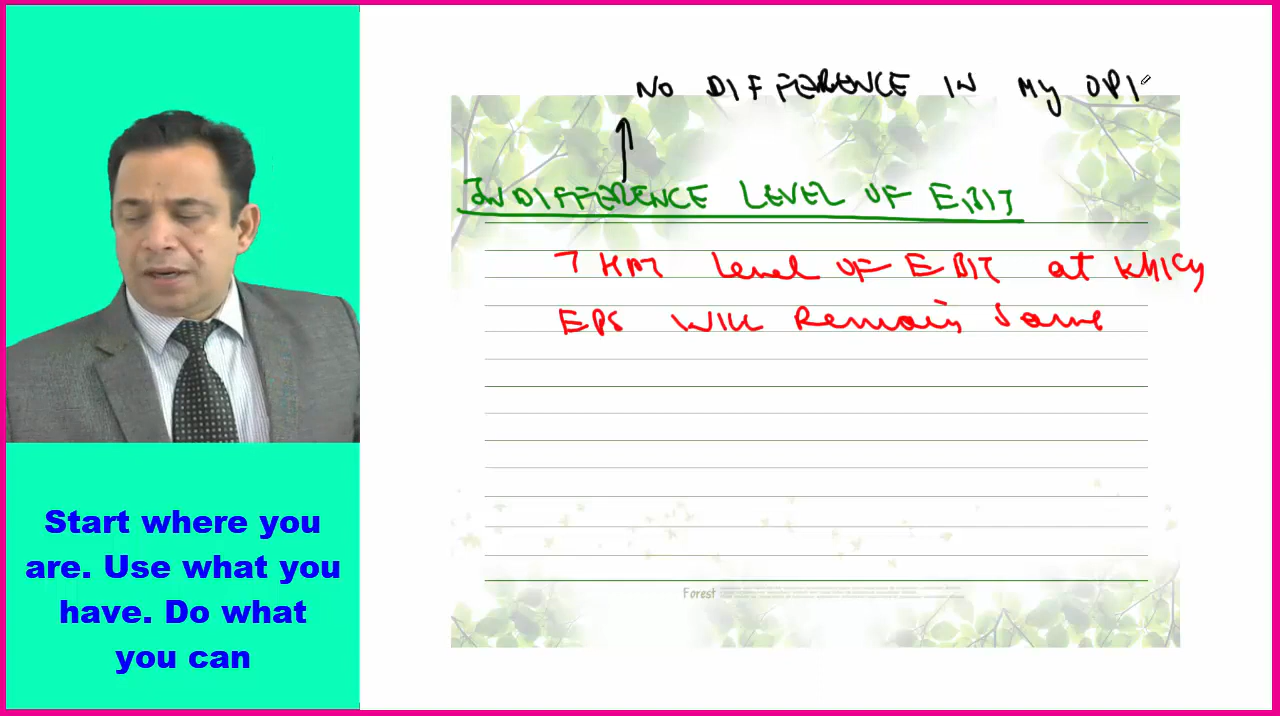 NO DIFFERENCE IN My OPI
INDIFFERENCE LEVEL OF EBIT
THAT Level OF EBIT at which
EPS WILL Remain Same
Forest
Start where you
are. Use what you
have. Do what
you can